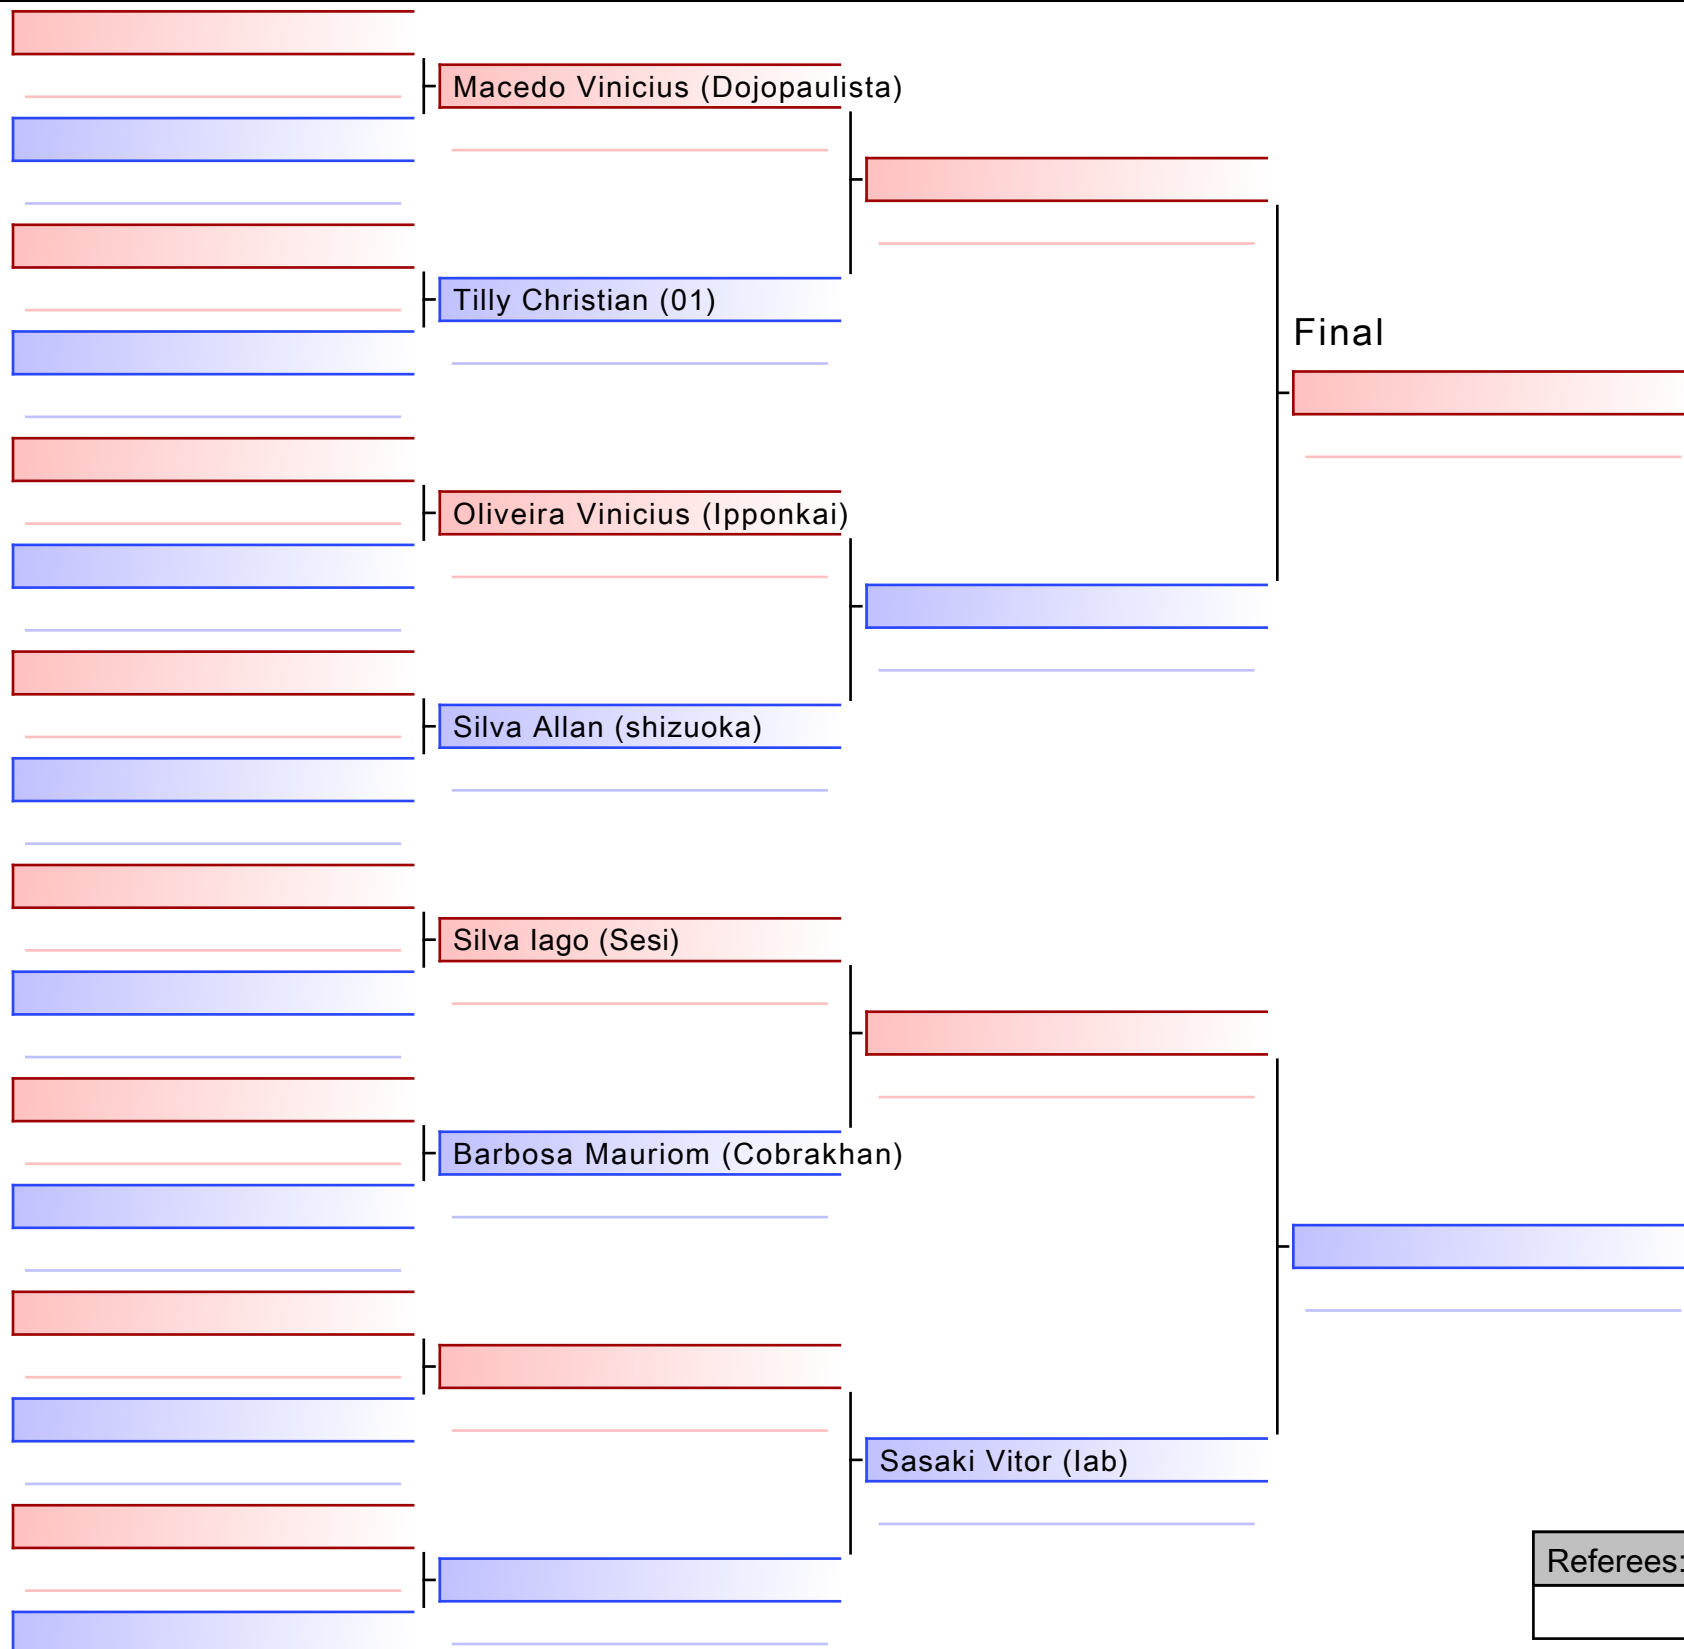 Macedo Vinicius (Dojopaulista)
Tilly Christian (01)
Final
Oliveira Vinicius (Ipponkai)
Silva Allan (shizuoka)
Silva Iago (Sesi)
Barbosa Mauriom (Cobrakhan)
Sasaki Vitor (Iab)
Referees: